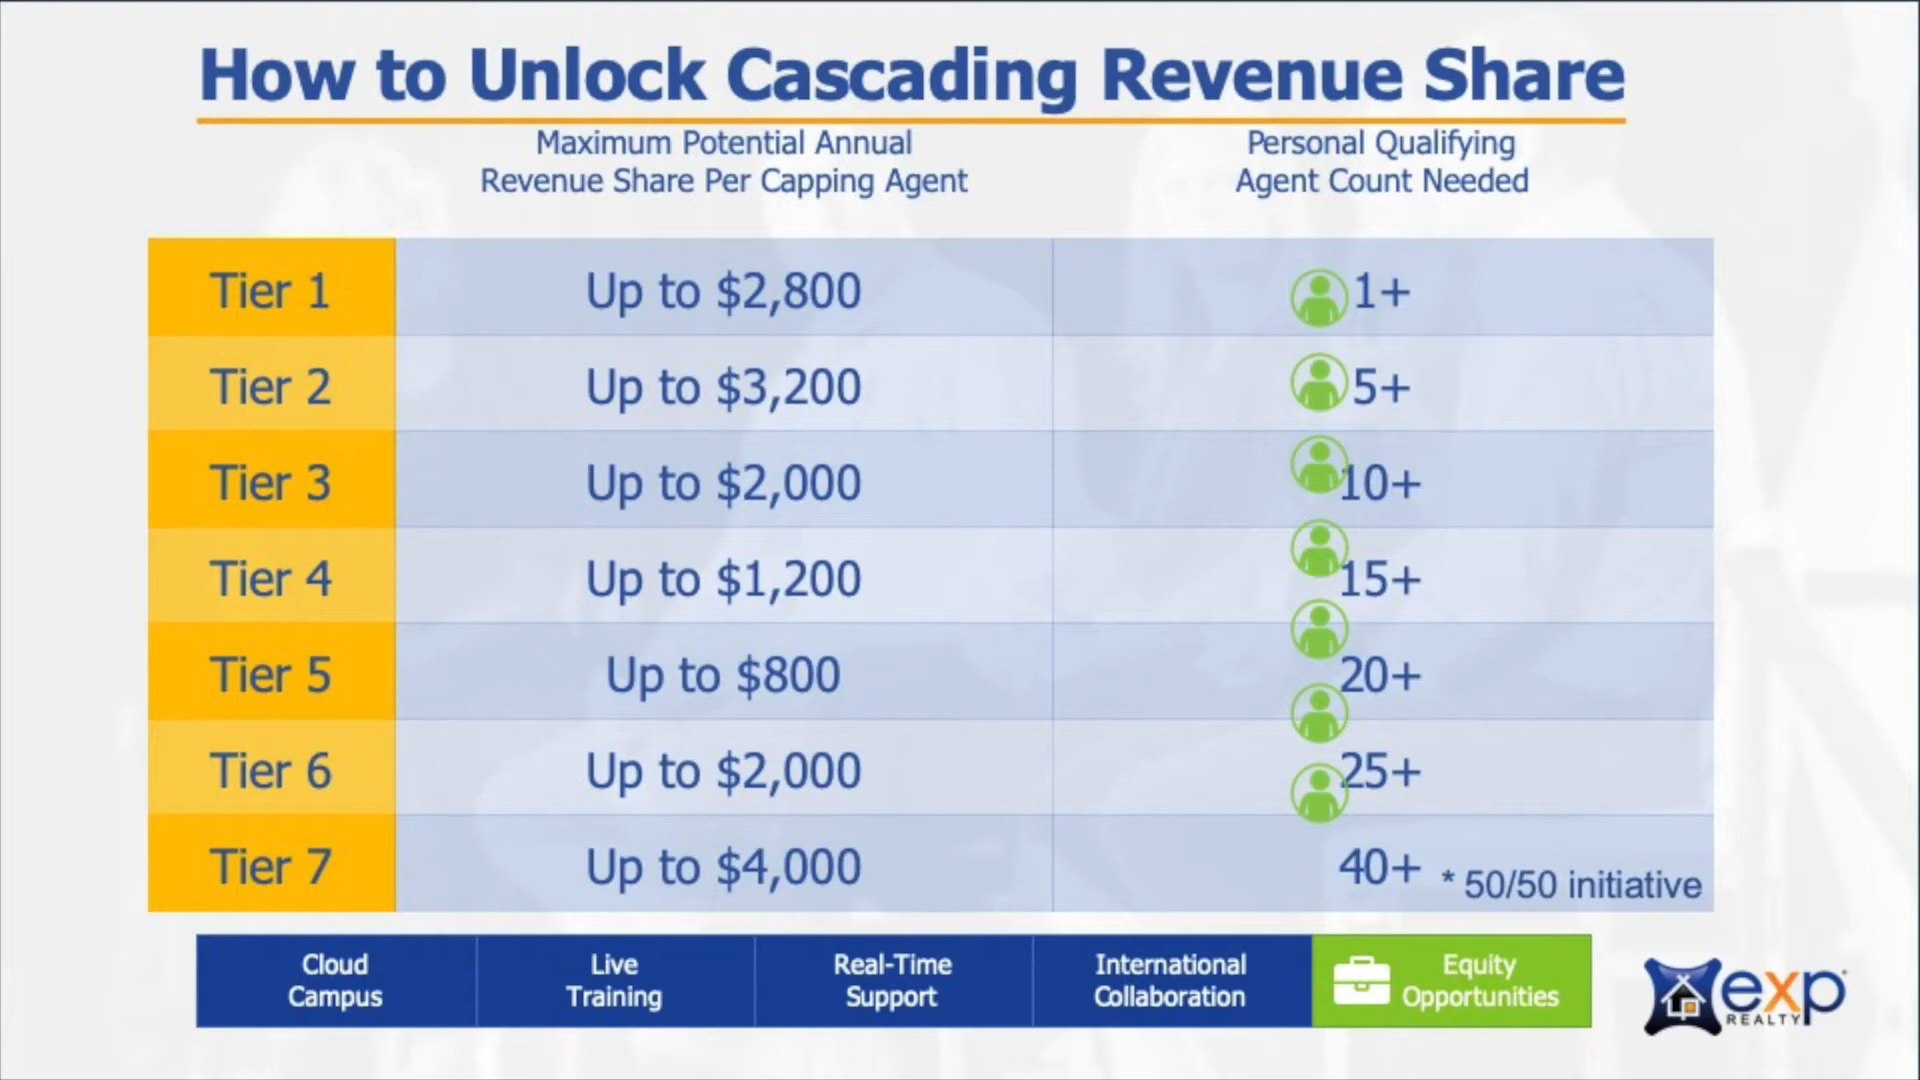 How to Unlock Cascading Revenue Share
Maximum Potential Annual
Revenue Share Per Capping Agent
Personal Qualifying
Agent Count Needed
Tier 1 Up to $2,800 1+
Tier 2 Up to $3,200 5+
Tier 3 Up to $2,000 10+
Tier 4 Up to $1,200 15+
Tier 5 Up to $800 20+
Tier 6 Up to $2,000 25+
Tier 7 Up to $4,000 40+ * 50/50 initiative
Cloud
Campus
Live
Training
Real-Time
Support
International
Collaboration
Equity
Opportunities
exp
REALTY